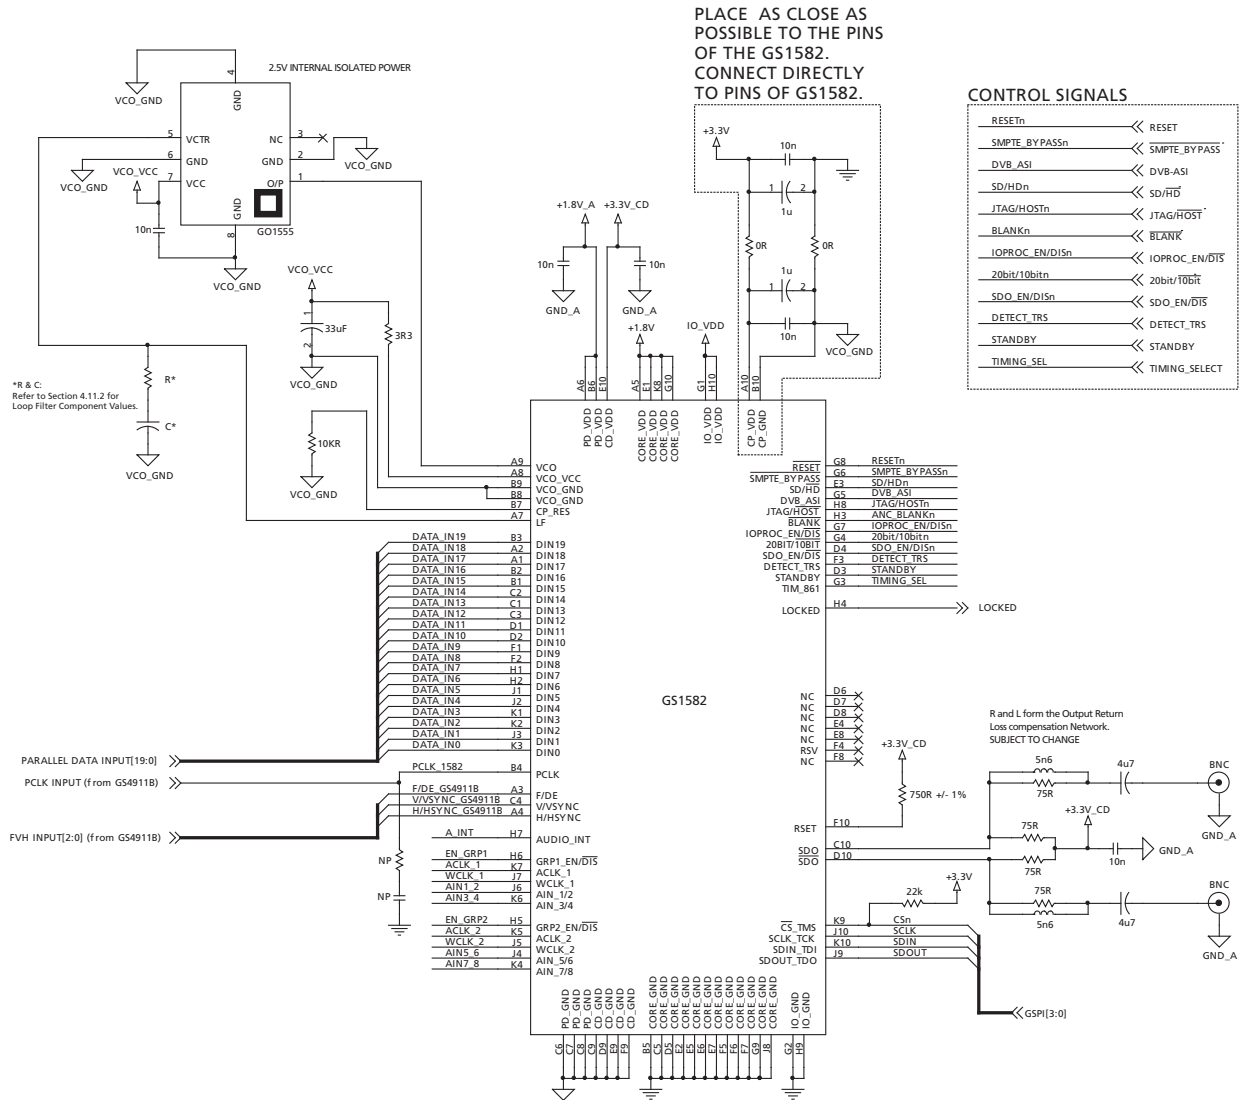 PLACE AS CLOSE AS
POSSIBLE TO THE PINS
OF THE GS1582.
CONNECT DIRECTLY
TO PINS OF GS1582.
2.5V INTERNAL ISOLATED POWER
VCO_GND
4
GND
5 VCTR
6 GND
VCO_GND
VCO_VCC
7 VCC
NC 3
GND 2
VCO_GND
O/P 1
GND
8
GO1555
10n
VCO_GND
CONTROL SIGNALS
RESETn RESET
SMPTE_BYPASSn SMPTE_BYPASS
DVB_ASI DVB-ASI
SD/HDn SD/HD
JTAG/HOSTn JTAG/HOST
BLANKn BLANK
IOPROC_EN/DISn IOPROC_EN/DIS
20bit/10bitn 20bit/10bit
SDO_EN/DISn SDO_EN/DIS
DETECT_TRS DETECT_TRS
STANDBY STANDBY
TIMING_SEL TIMING_SELECT
+3.3V
10n
1 2
1u
0R 0R
1u
1 2
10n
VCO_GND
+1.8V_A +3.3V_CD
10n 10n
GND_A GND_A
+1.8V IO_VDD
VCO_VCC
1
33uF
2
3R3
VCO_GND
*R & C:
Refer to Section 4.11.2 for
Loop Filter Component Values.
R*
C*
VCO_GND
10KR
VCO_GND
A6 B6 E10 A5 E1 K8 G10 G1 H10 A10 B10
PD_VDD PD_VDD CD_VDD CORE_VDD CORE_VDD CORE_VDD CORE_VDD IO_VDD IO_VDD CP_VDD CP_GND
A9 VCO
A8 VCO_VCC
B9 VCO_GND
B8 VCO_GND
B7 CP_RES
A7 LF
DATA_IN19 B3 DIN19
DATA_IN18 A2 DIN18
DATA_IN17 A1 DIN17
DATA_IN16 B2 DIN16
DATA_IN15 B1 DIN15
DATA_IN14 C2 DIN14
DATA_IN13 C1 DIN13
DATA_IN12 C3 DIN12
DATA_IN11 D1 DIN11
DATA_IN10 D2 DIN10
DATA_IN9 F1 DIN9
DATA_IN8 F2 DIN8
DATA_IN7 H1 DIN7
DATA_IN6 H2 DIN6
DATA_IN5 J1 DIN5
DATA_IN4 J2 DIN4
DATA_IN3 K1 DIN3
DATA_IN2 K2 DIN2
DATA_IN1 J3 DIN1
DATA_IN0 K3 DIN0
PARALLEL DATA INPUT[19:0]
PCLK INPUT (from GS4911B)
PCLK_1582 B4 PCLK
F/DE_GS4911B A3 F/DE
V/VSYNC_GS4911B C4 V/VSYNC
H/HSYNC_GS4911B A4 H/HSYNC
FVH INPUT[2:0] (from GS4911B)
NP
NP
A_INT H7 AUDIO_INT
EN_GRP1 H6 GRP1_EN/DIS
ACLK_1 K7 ACLK_1
WCLK_1 J7 WCLK_1
AIN1_2 J6 AIN_1/2
AIN3_4 K6 AIN_3/4
EN_GRP2 H5 GRP2_EN/DIS
ACLK_2 K5 ACLK_2
WCLK_2 J5 WCLK_2
AIN5_6 J4 AIN_5/6
AIN7_8 K4 AIN_7/8
GS1582
RESET G8 RESETn
SMPTE_BYPASS G6 SMPTE_BYPASSn
SD/HD E3 SD/HDn
DVB_ASI G5 DVB_ASI
JTAG/HOST H8 JTAG/HOSTn
BLANK H3 ANC_BLANKn
IOPROC_EN/DIS G7 IOPROC_EN/DISn
20BIT/10BIT G4 20bit/10bitn
SDO_EN/DIS D4 SDO_EN/DISn
DETECT_TRS F3 DETECT_TRS
STANDBY D3 STANDBY
TIM_861 G3 TIMING_SEL
LOCKED H4 LOCKED
NC D6
NC D7
NC D8
NC E4
NC E8
RSV F4
NC F8
+3.3V_CD
750R +/- 1%
RSET F10
SDO C10
SDO D10
R and L form the Output Return
Loss compensation Network.
SUBJECT TO CHANGE
5n6
75R
4u7
BNC
GND_A
+3.3V_CD
75R
75R
10n
GND_A
75R
5n6
4u7
BNC
GND_A
+3.3V
22k
CS_TMS K9 CSn
SCLK_TCK J10 SCLK
SDIN_TDI K10 SDIN
SDOUT_TDO J9 SDOUT
GSPI[3:0]
PD_GND PD_GND PD_GND CD_GND CD_GND CD_GND CD_GND CORE_GND CORE_GND CORE_GND CORE_GND CORE_GND CORE_GND CORE_GND CORE_GND CORE_GND CORE_GND CORE_GND CORE_GND IO_GND IO_GND
C6 C7 C8 C9 D9 E9 F9 B5 C5 D5 E2 E5 E6 E7 F5 F6 F7 G9 J8 G2 H9